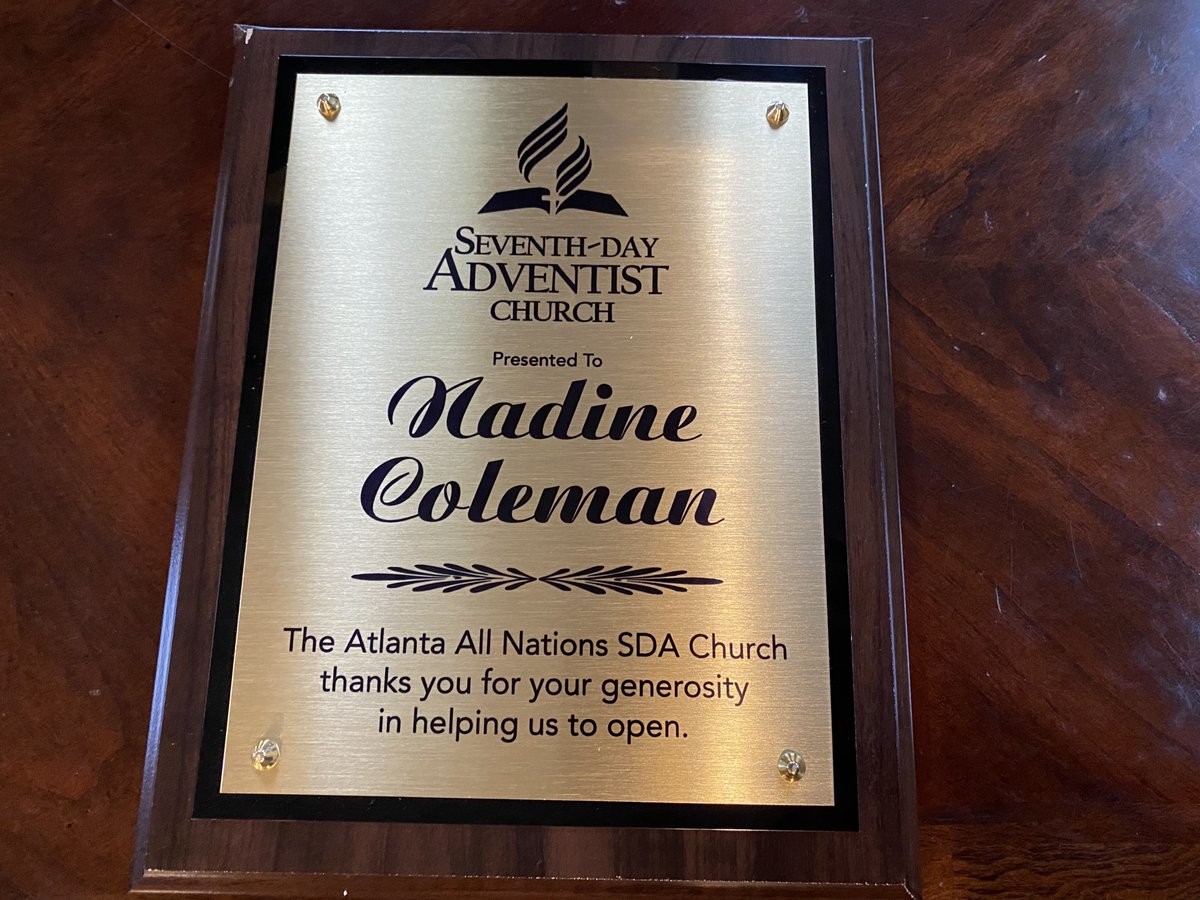 SEVENTH-DAY
ADVENTIST
CHURCH
Presented To
Nadine
Coleman
The Atlanta All Nations SDA Church
thanks you for your generosity
in helping us to open.